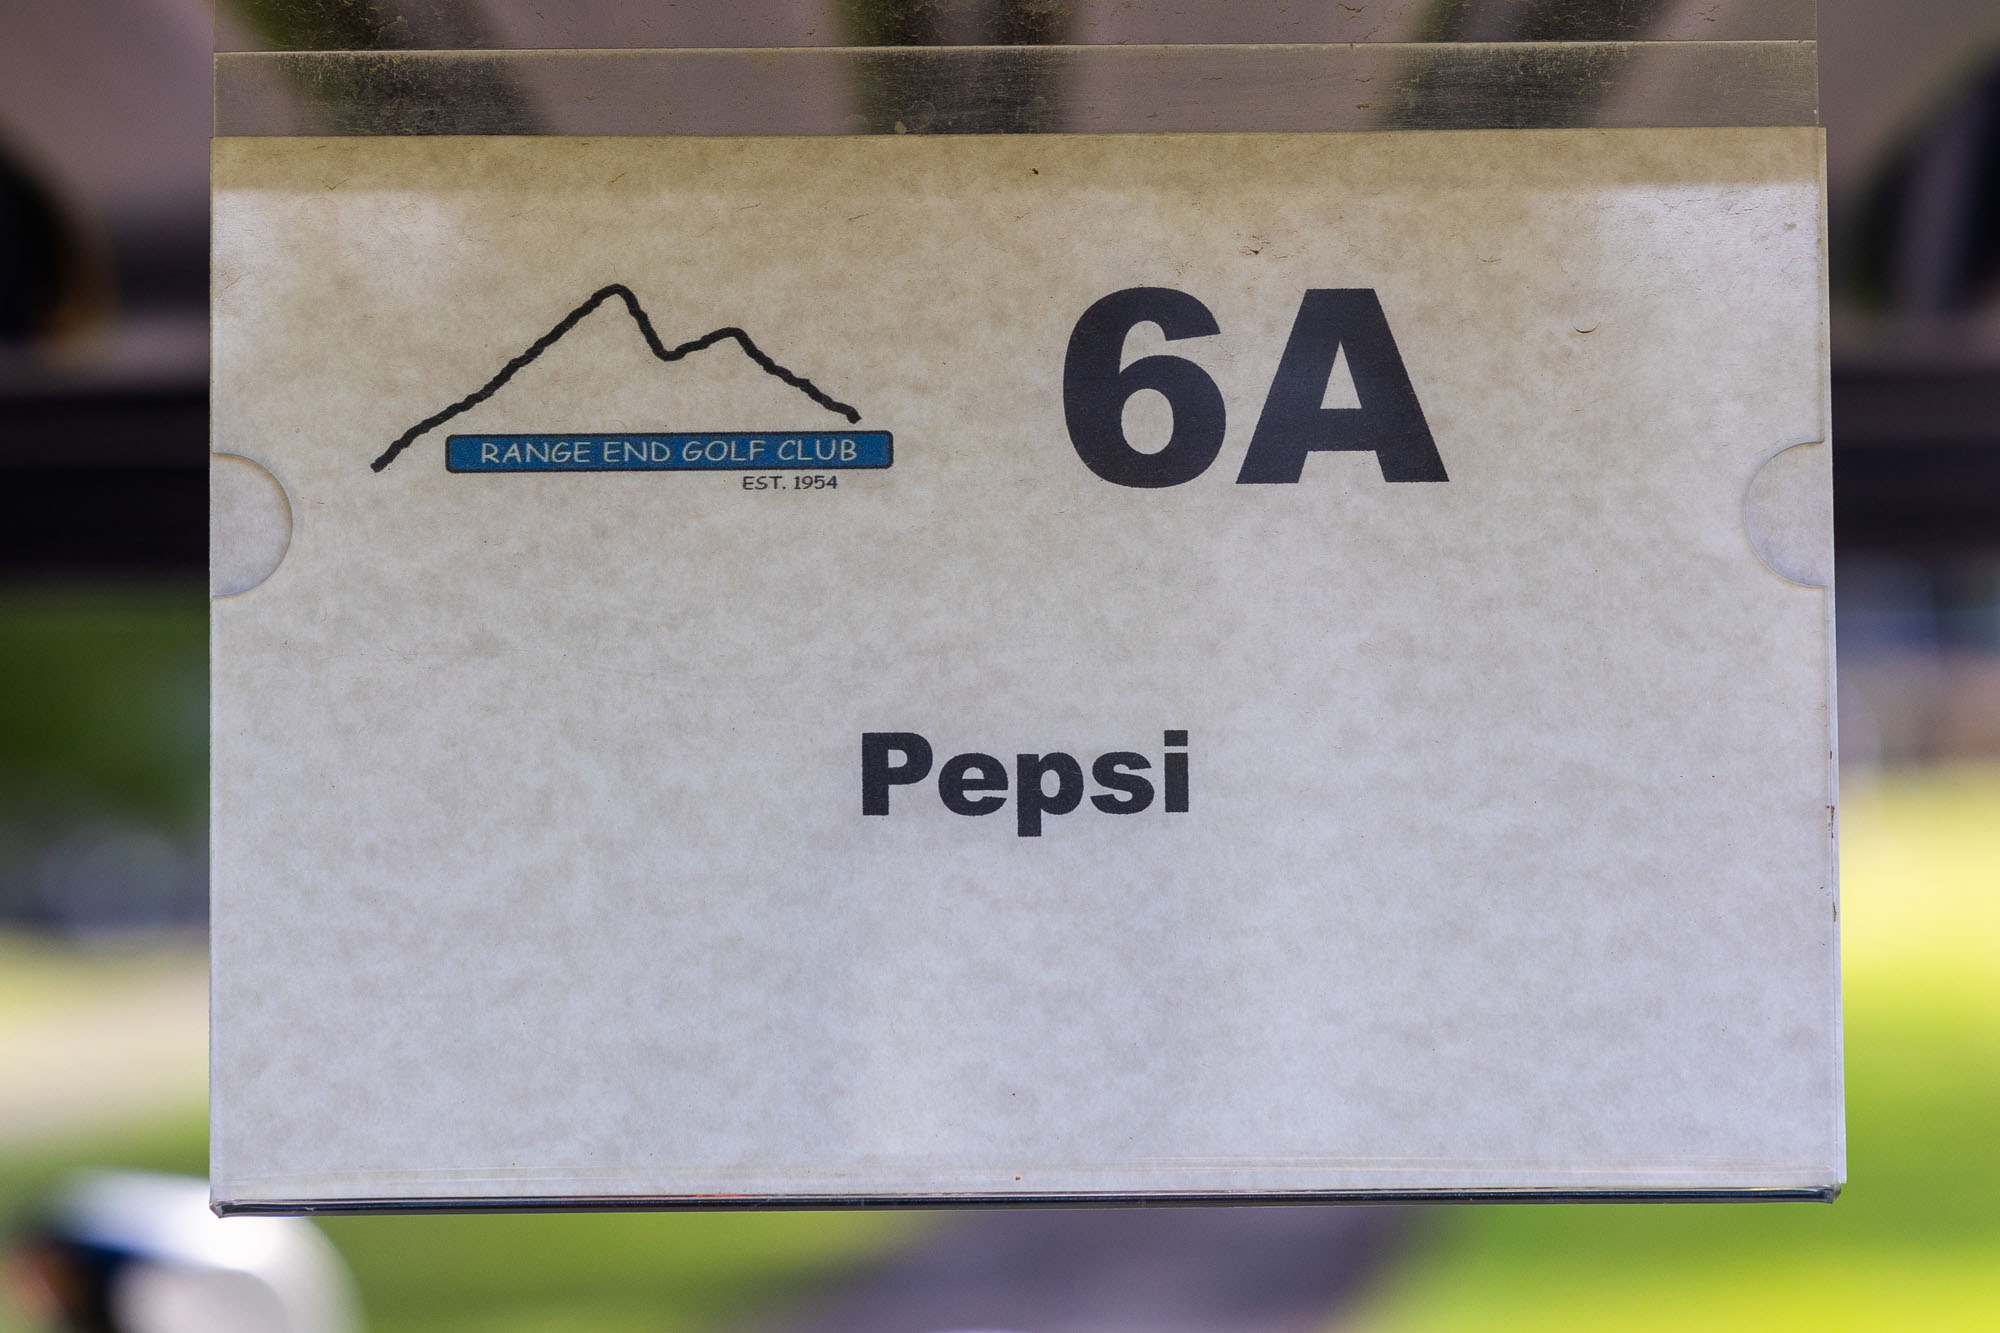 RANGE END GOLF CLUB
EST. 1954
6A
Pepsi